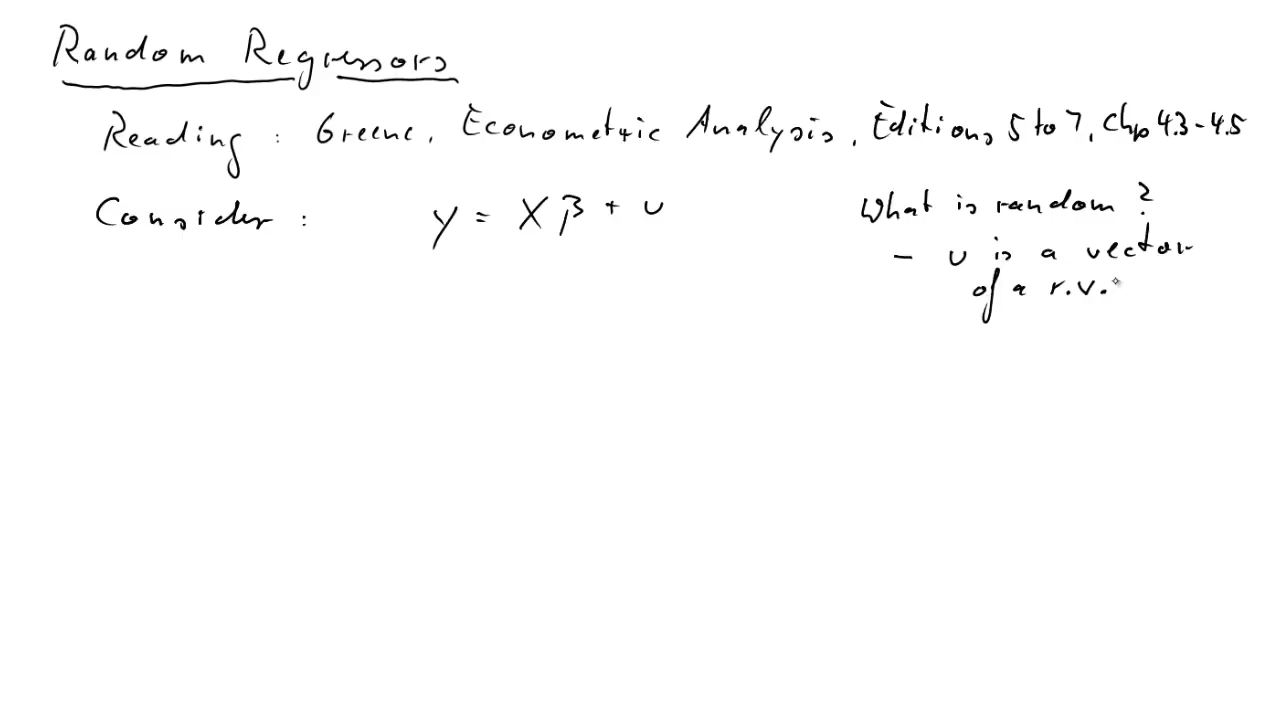 Random Regressors
Reading : Greene, Econometric Analysis, Editions 5 to 7, Chp 4.3-4.5
Consider : y = Xβ + u
What is random ?
- u is a vector
of a r.v.